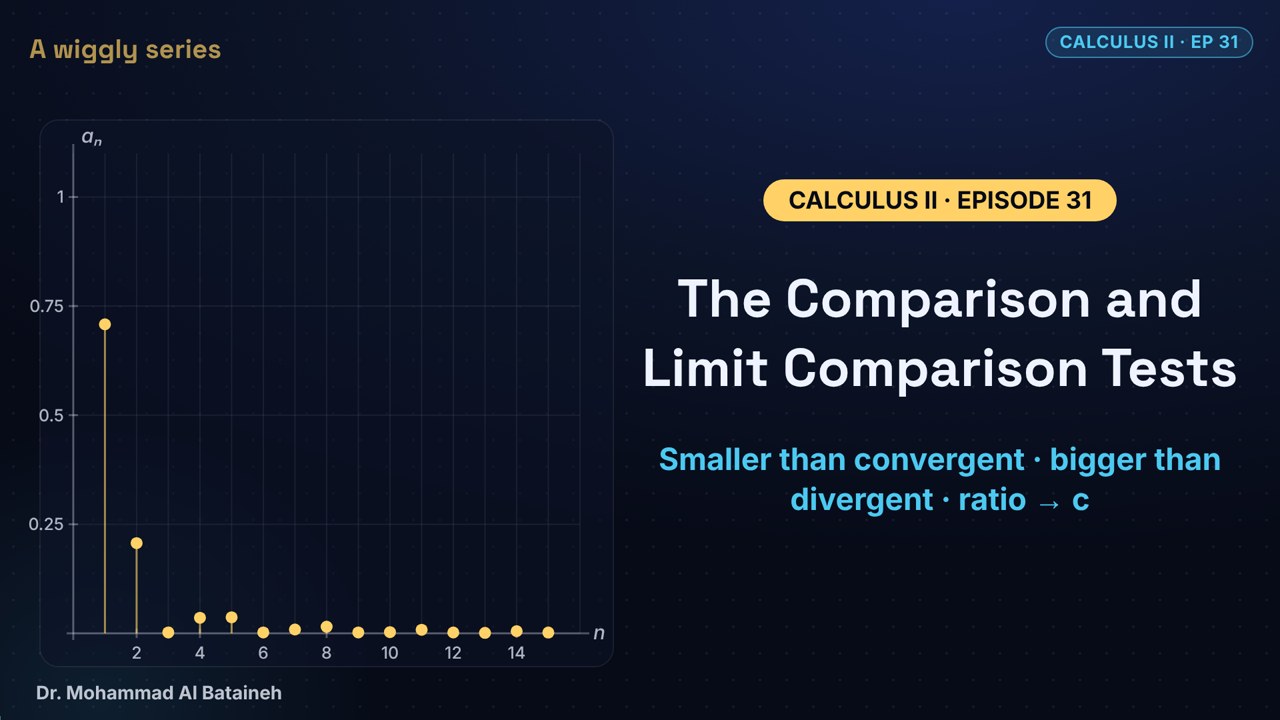 A wiggly series
CALCULUS II · EP 31
aₙ
1
0.75
0.5
0.25
2 4 6 8 10 12 14
n
CALCULUS II · EPISODE 31
The Comparison and
Limit Comparison Tests
Smaller than convergent · bigger than
divergent · ratio → c
Dr. Mohammad Al Bataineh